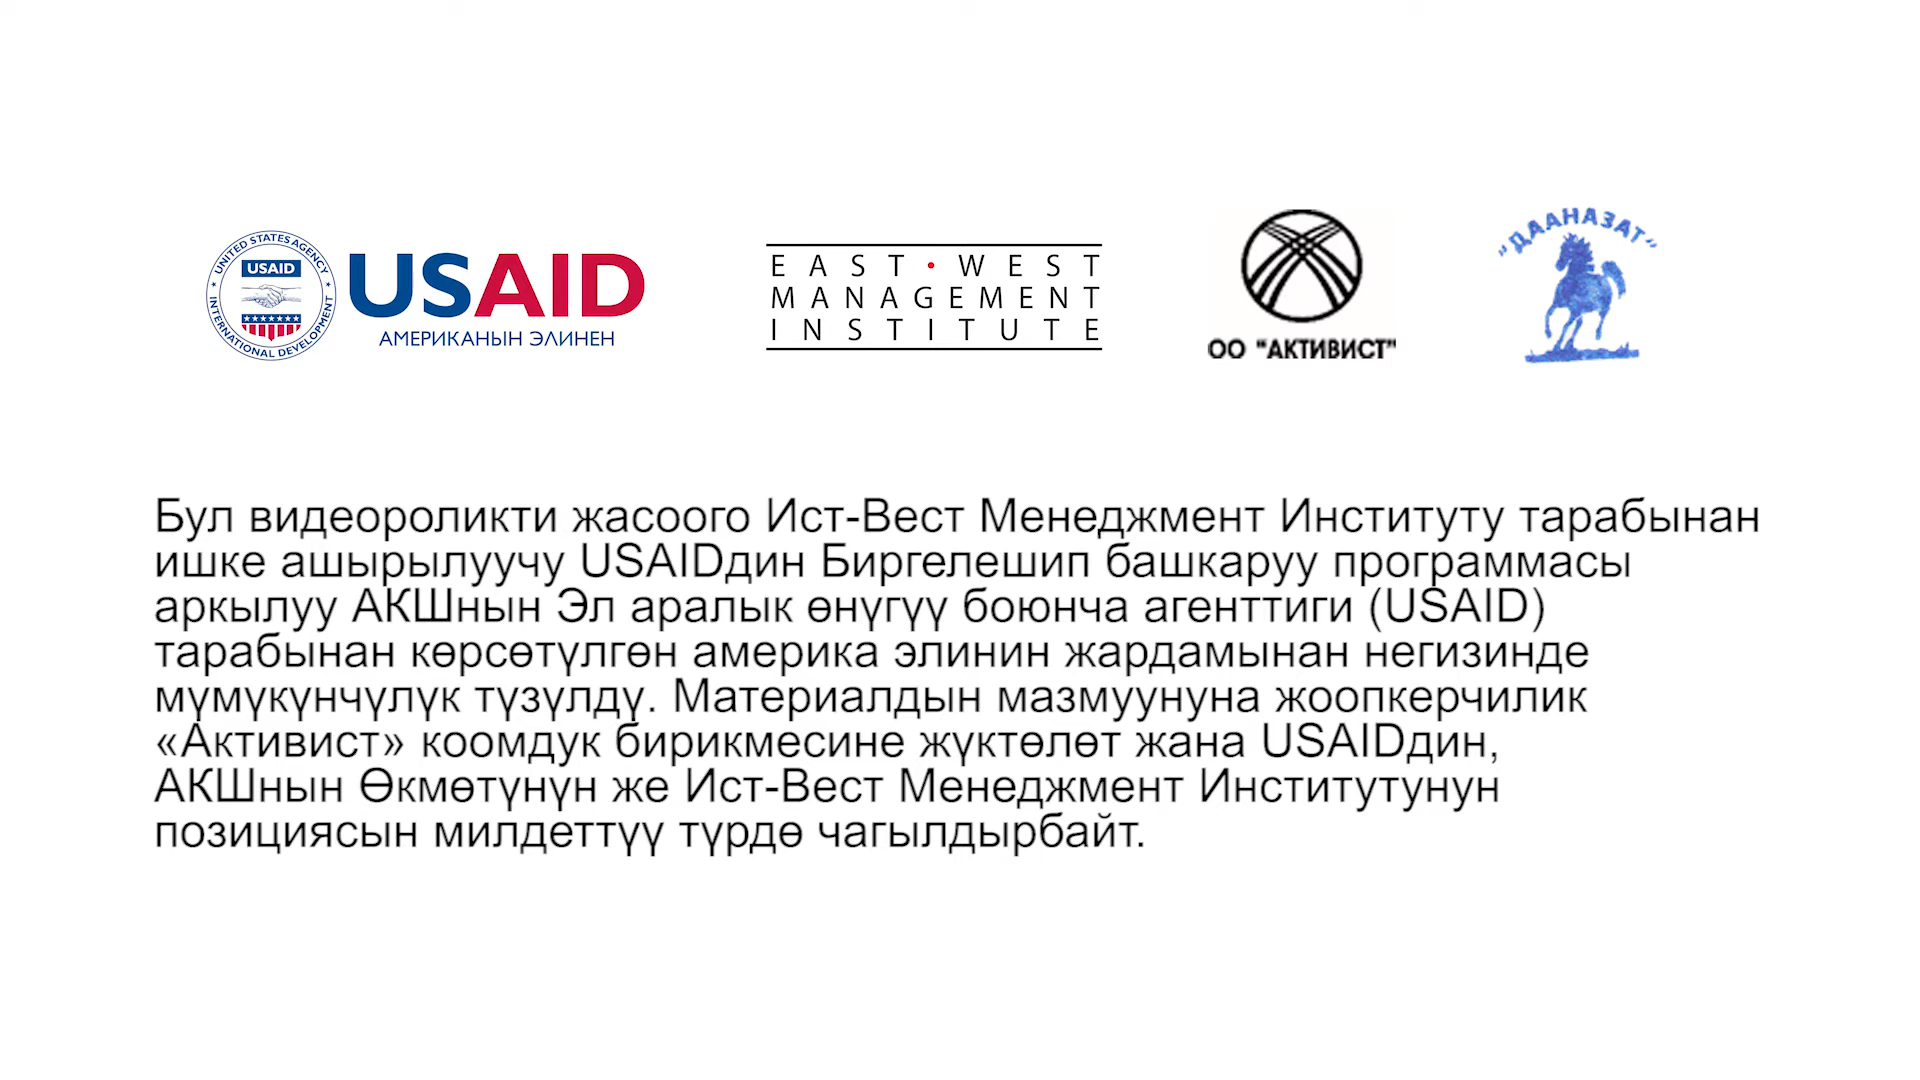 UNITED STATES AGENCY
USAID
INTERNATIONAL DEVELOPMENT
USAID
АМЕРИКАНЫН ЭЛИНЕН
EAST·WEST
MANAGEMENT
INSTITUTE
ОО "АКТИВИСТ"
"ДААНАЗАТ"
Бул видеороликти жасоого Ист-Вест Менеджмент Институту тарабынан
ишке ашырылуучу USAIDдин Биргелешип башкаруу программасы
аркылуу АКШнын Эл аралык өнүгүү боюнча агенттиги (USAID)
тарабынан көрсөтүлгөн америка элинин жардамынан негизинде
мүмүкүнчүлүк түзүлдү. Материалдын мазмуунуна жоопкерчилик
«Активист» коомдук бирикмесине жүктөлөт жана USAIDдин,
АКШнын Өкмөтүнүн же Ист-Вест Менеджмент Институтунун
позициясын милдеттүү түрдө чагылдырбайт.